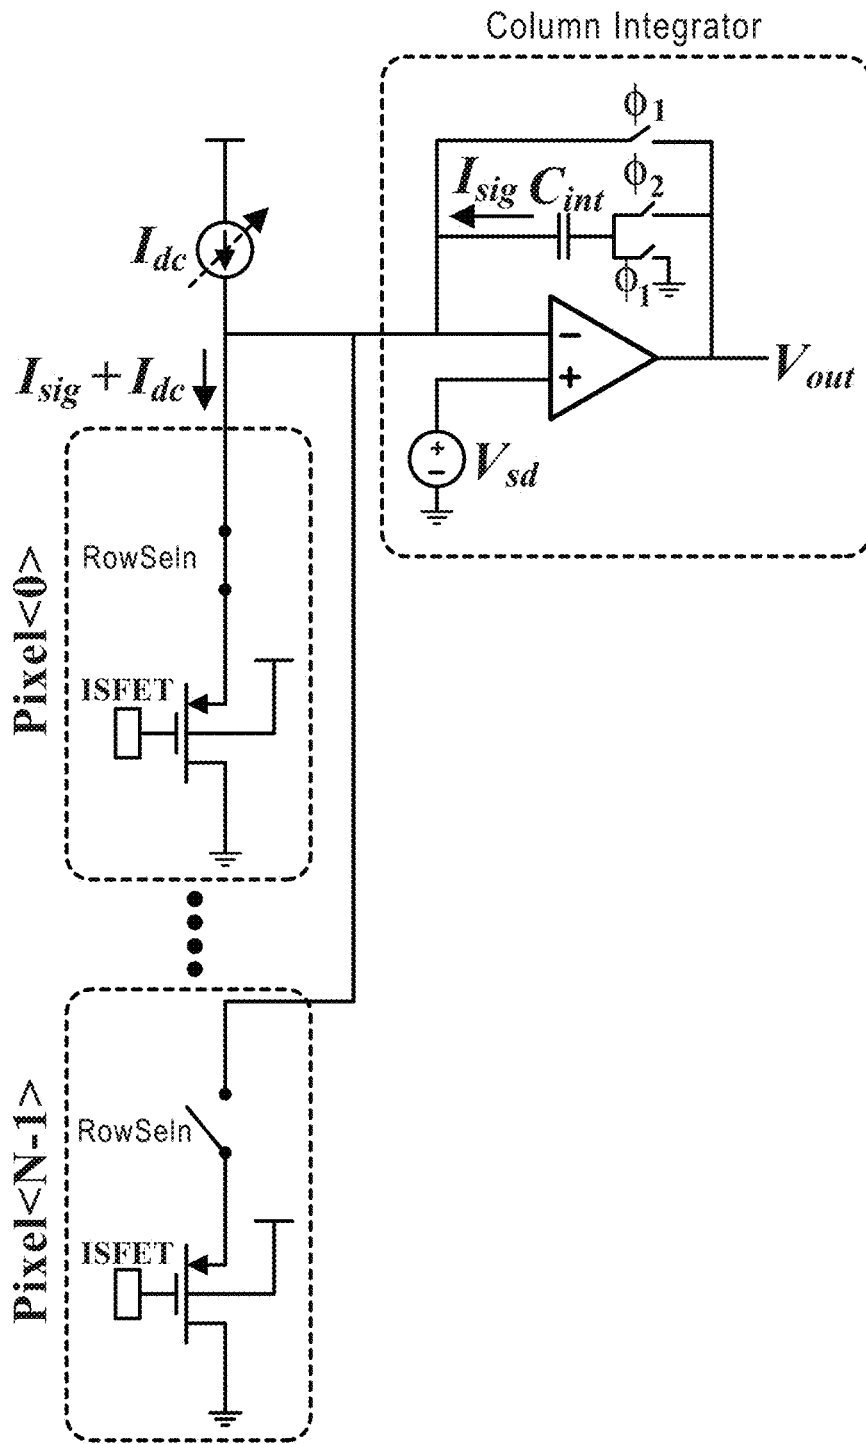 Column Integrator
ϕ1
Isig Cint
ϕ2
ϕ1
Idc
Isig + Idc
−
+
Vout
+
−
Vsd
Pixel<0>
RowSeln
ISFET
Pixel<N-1>
RowSeln
ISFET